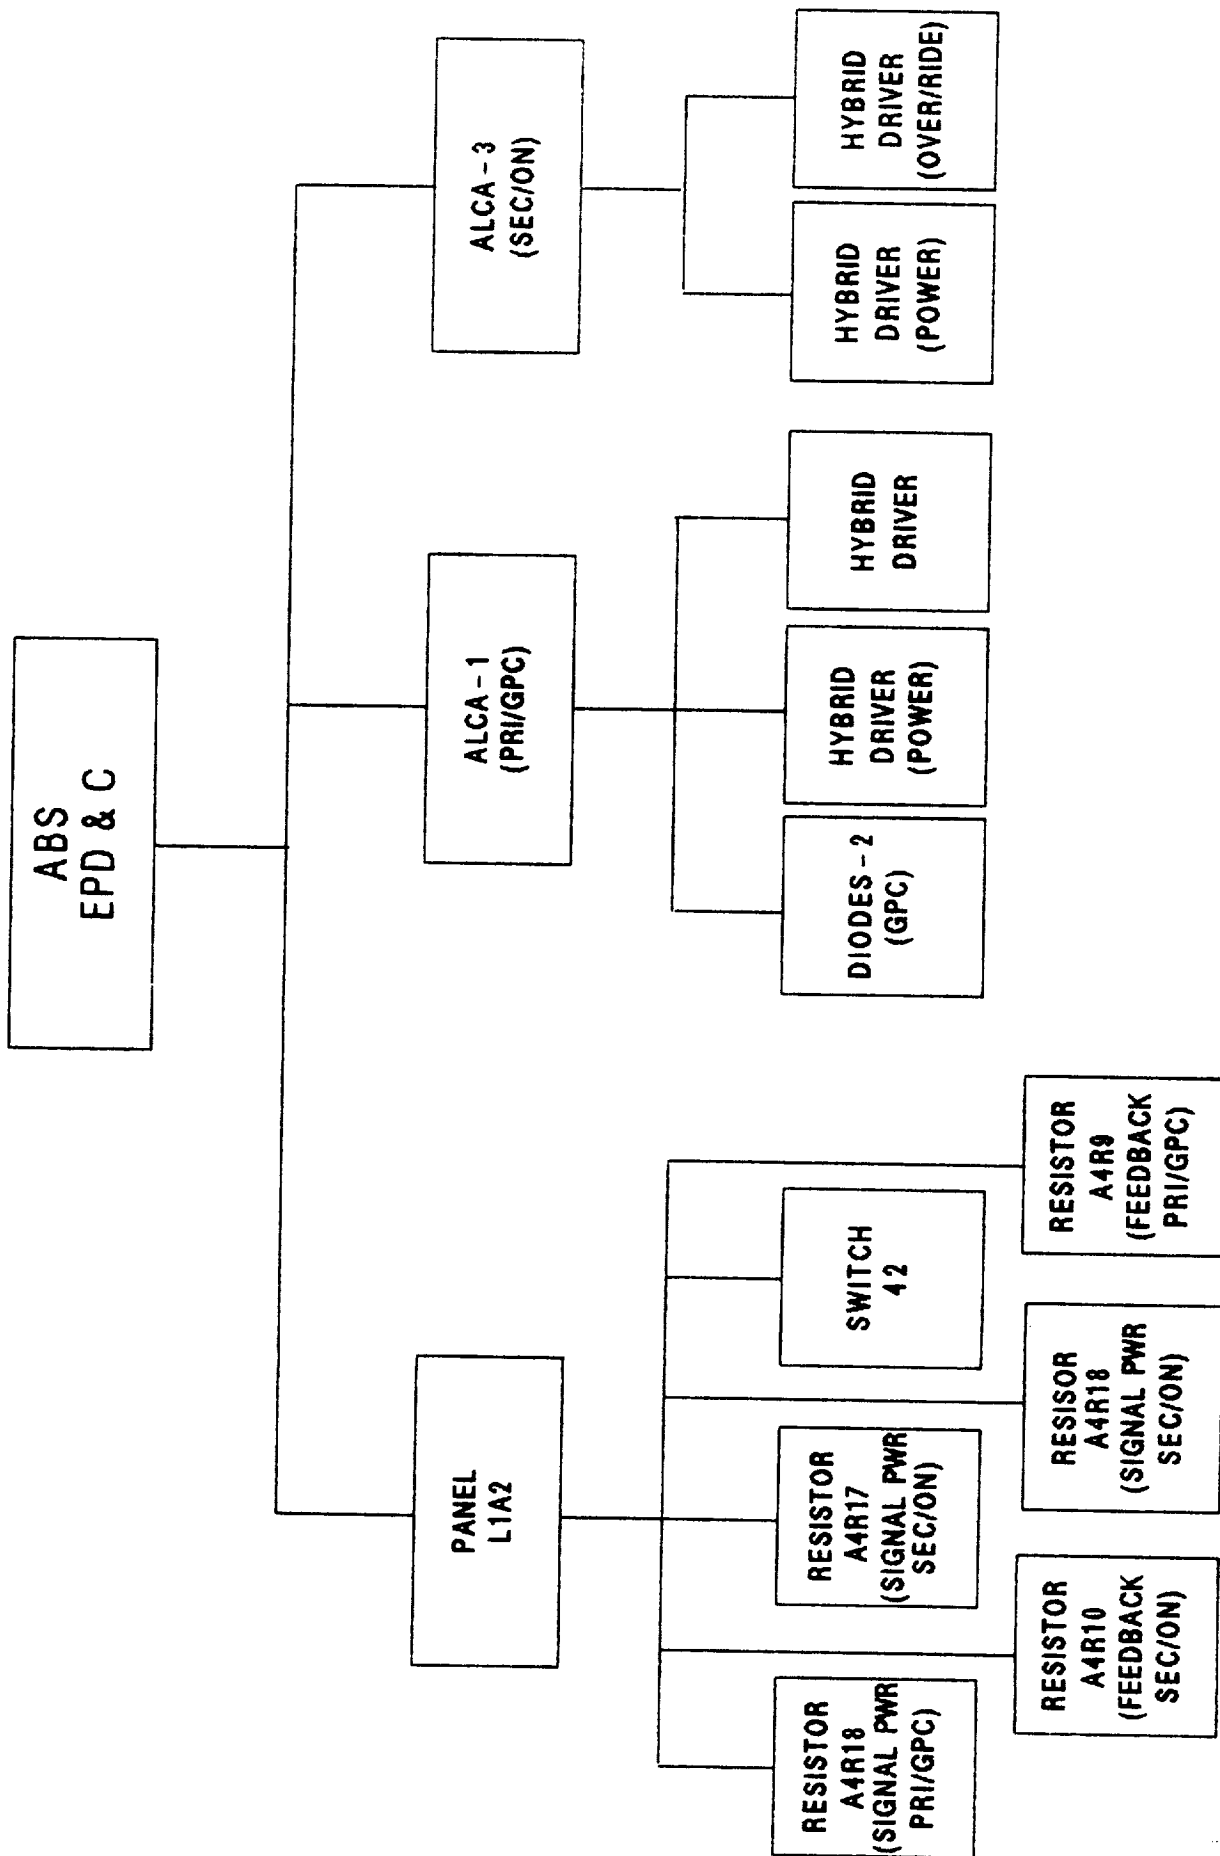 ABS
EPD & C
PANEL
L1A2
ALCA-1
(PRI/GPC)
ALCA-3
(SEC/ON)
RESISTOR
A4R18
(SIGNAL PWR
PRI/GPC)
RESISTOR
A4R17
(SIGNAL PWR
SEC/ON)
SWITCH
42
DIODES-2
(GPC)
HYBRID
DRIVER
(POWER)
HYBRID
DRIVER
HYBRID
DRIVER
(POWER)
HYBRID
DRIVER
(OVER/RIDE)
RESISTOR
A4R10
(FEEDBACK
SEC/ON)
RESISOR
A4R18
(SIGNAL PWR
SEC/ON)
RESISTOR
A4R9
(FEEDBACK
PRI/GPC)